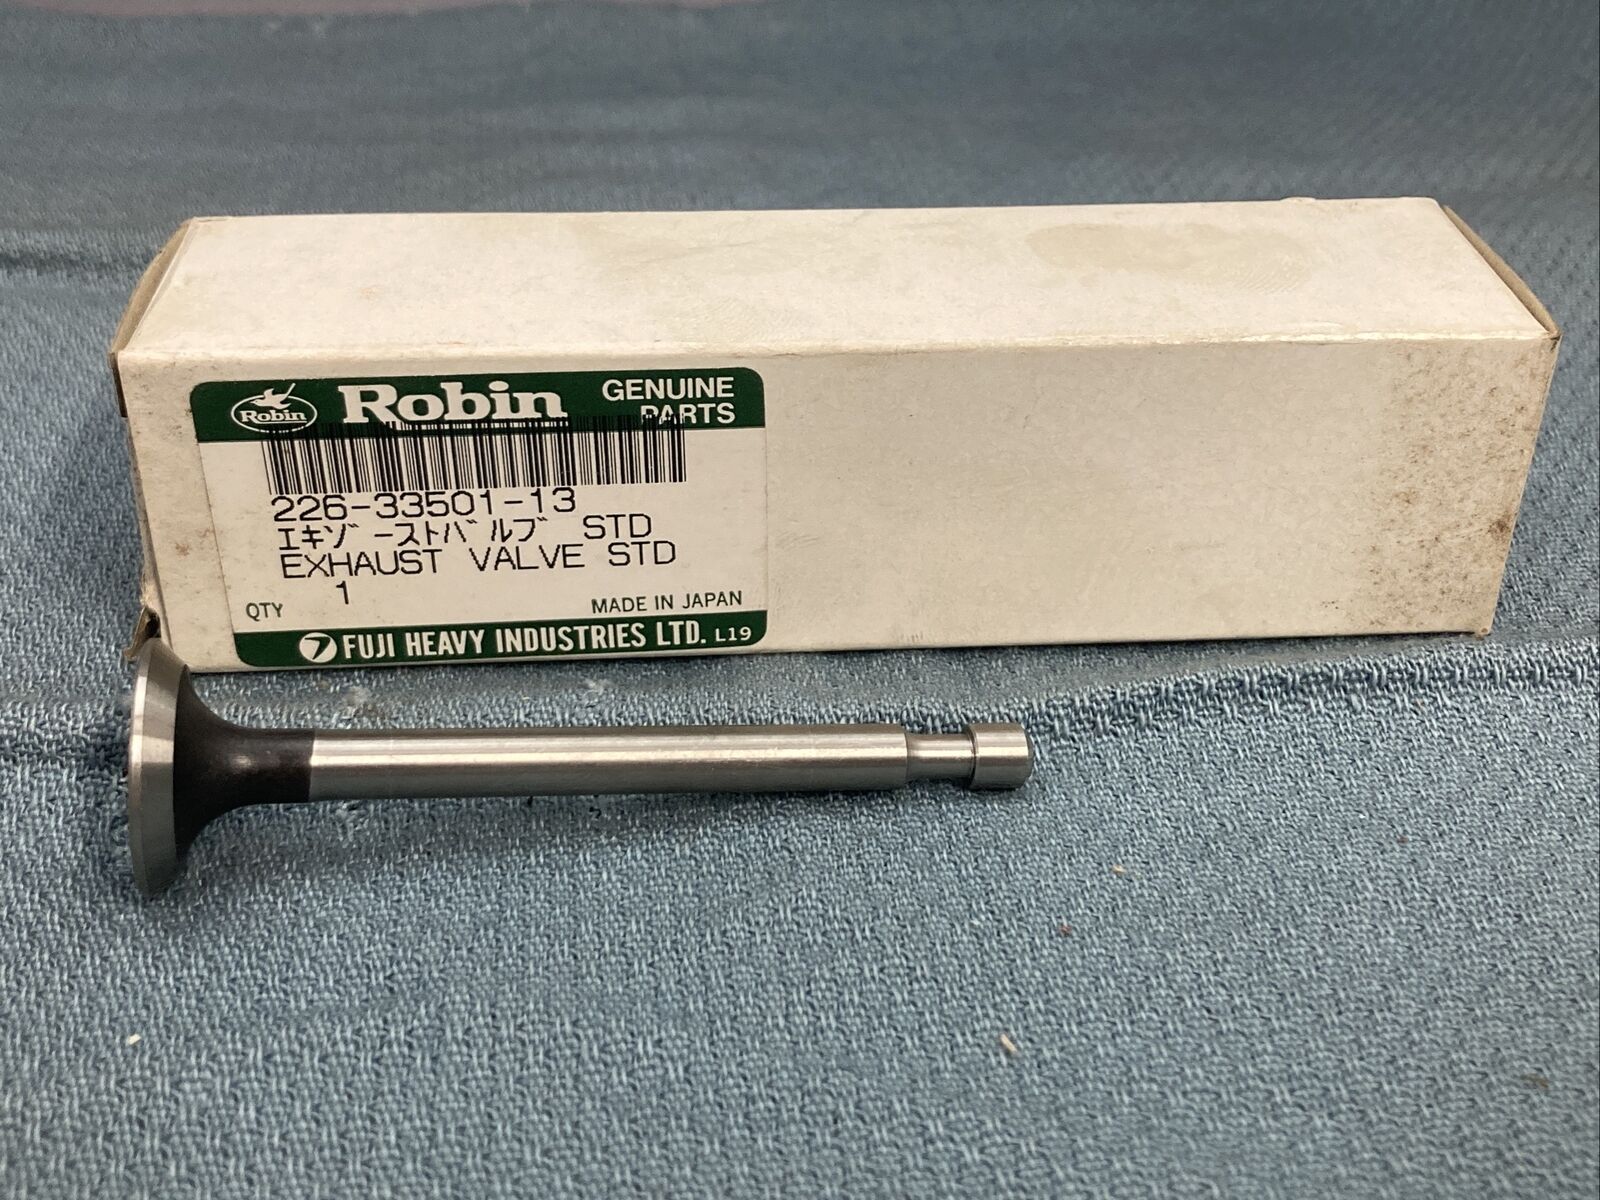 Robin Robin GENUINE PARTS
226-33501-13
エキゾーストバルブ STD
EXHAUST VALVE STD
QTY 1 MADE IN JAPAN
FUJI HEAVY INDUSTRIES LTD. L19